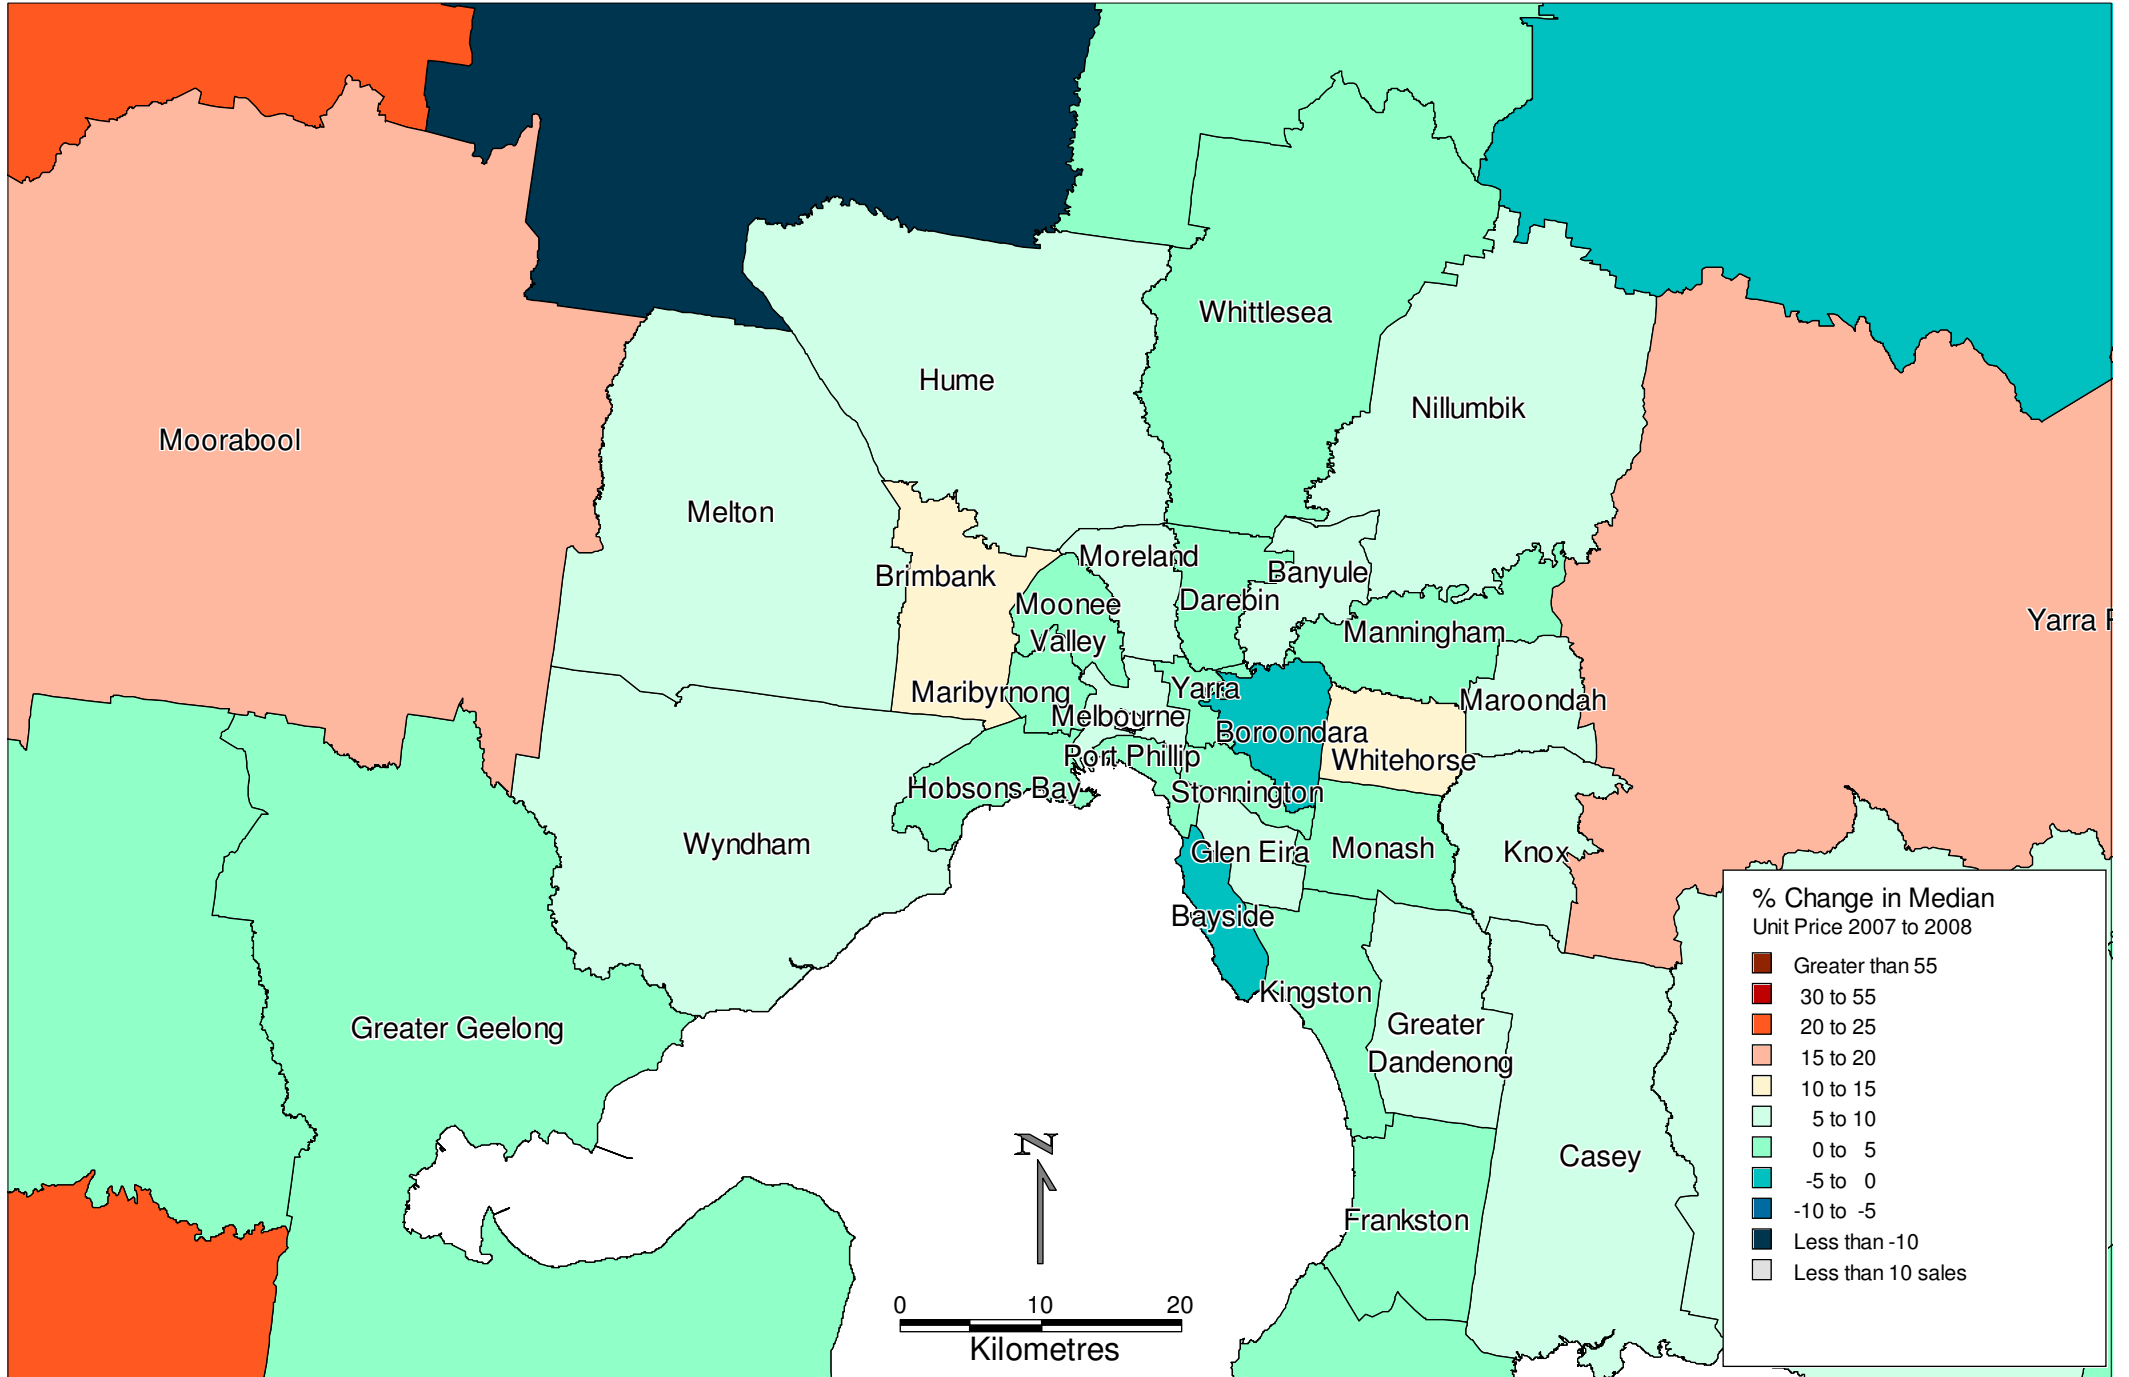 Whittlesea
Hume
Nillumbik
Moorabool
Melton
Moreland
Brimbank
Banyule
Moonee
Valley
Darebin
Yarra
Manningham
Maribyrnong
Yarra
Maroondah
Melbourne
Boroondara
Port Phillip
Whitehorse
Hobsons Bay
Stonnington
Wyndham
Glen Eira
Monash
Knox
Bayside
Kingston
Greater Geelong
Greater
Dandenong
Casey
Frankston
N
0 10 20
Kilometres
% Change in Median
Unit Price 2007 to 2008
Greater than 55
30 to 55
20 to 25
15 to 20
10 to 15
5 to 10
0 to 5
-5 to 0
-10 to -5
Less than -10
Less than 10 sales